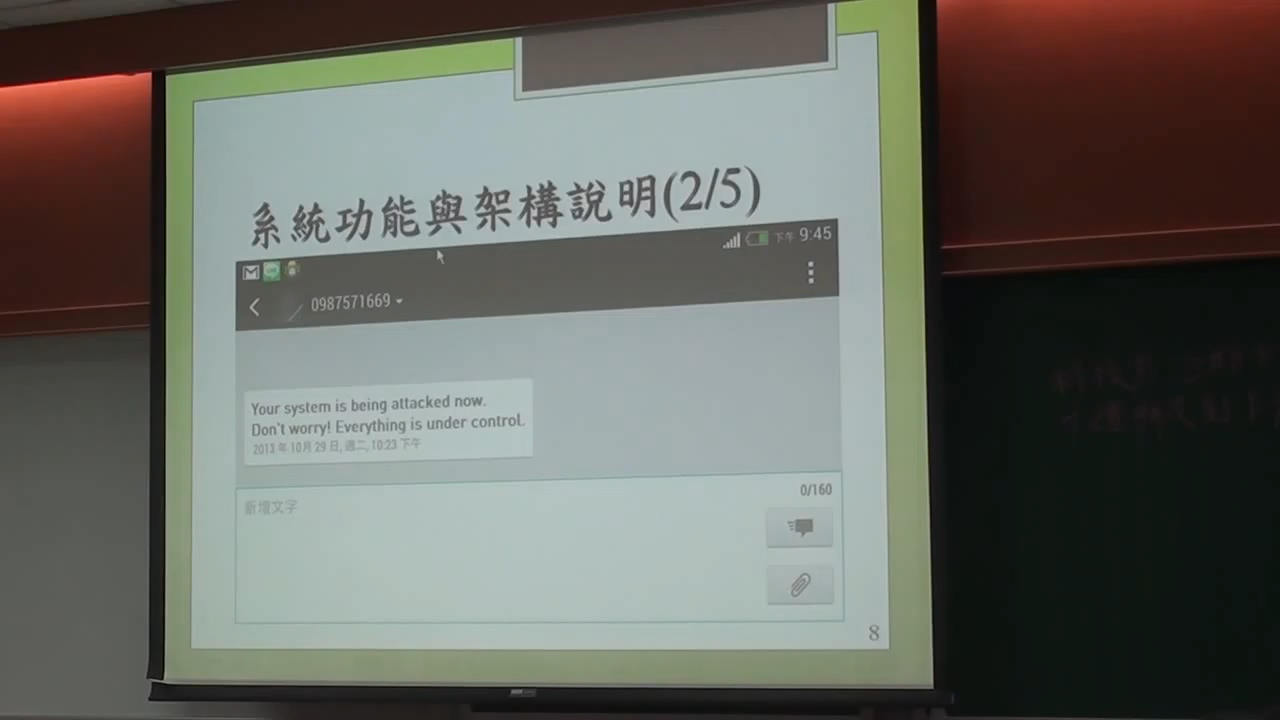 系統功能與架構說明(2/5)
下午 9:45
0987571669
Your system is being attacked now.
Don't worry! Everything is under control.
2013 年 10月 29 日, 週二, 10:23 下午
0/160
新增文字
8